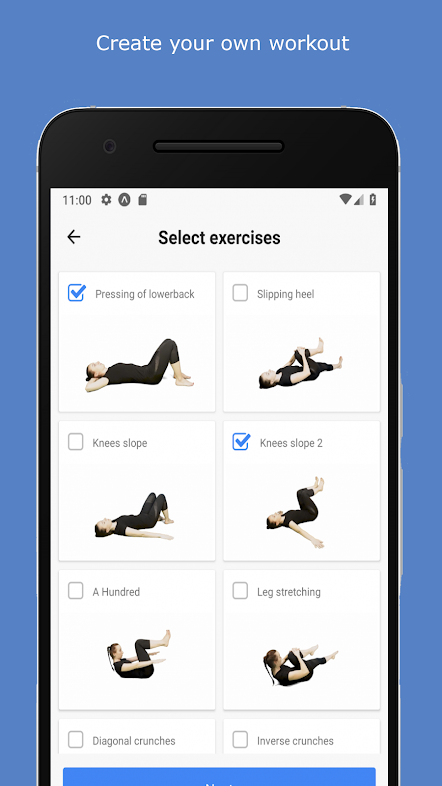 Create your own workout
11:00
Select exercises
Pressing of lowerback
Slipping heel
Knees slope
Knees slope 2
A Hundred
Leg stretching
Diagonal crunches
Inverse crunches